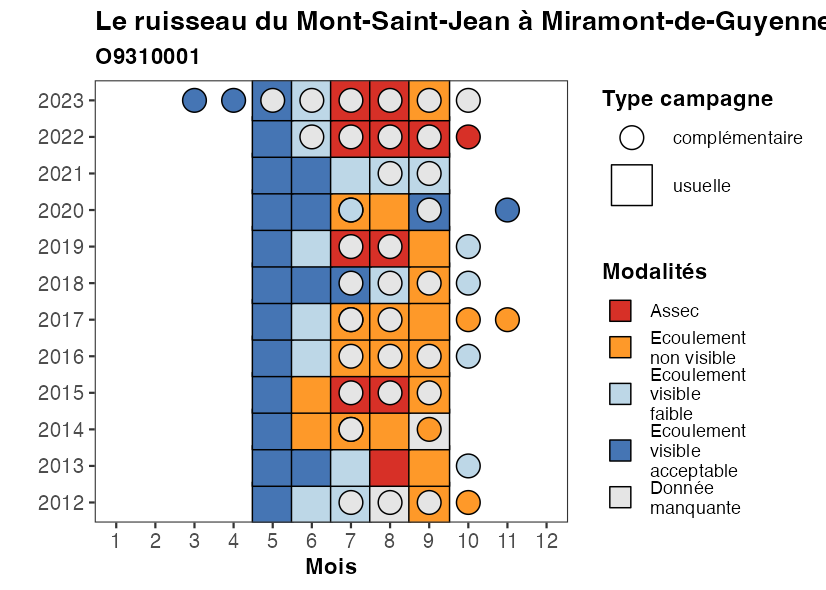 Le ruisseau du Mont-Saint-Jean à Miramont-de-Guyenne
O9310001
2023
2022
2021
2020
2019
2018
2017
2016
2015
2014
2013
2012
1 2 3 4 5 6 7 8 9 10 11 12
Mois
Type campagne
complémentaire
usuelle
Modalités
Assec
Ecoulement
non visible
Ecoulement
visible
faible
Ecoulement
visible
acceptable
Donnée
manquante